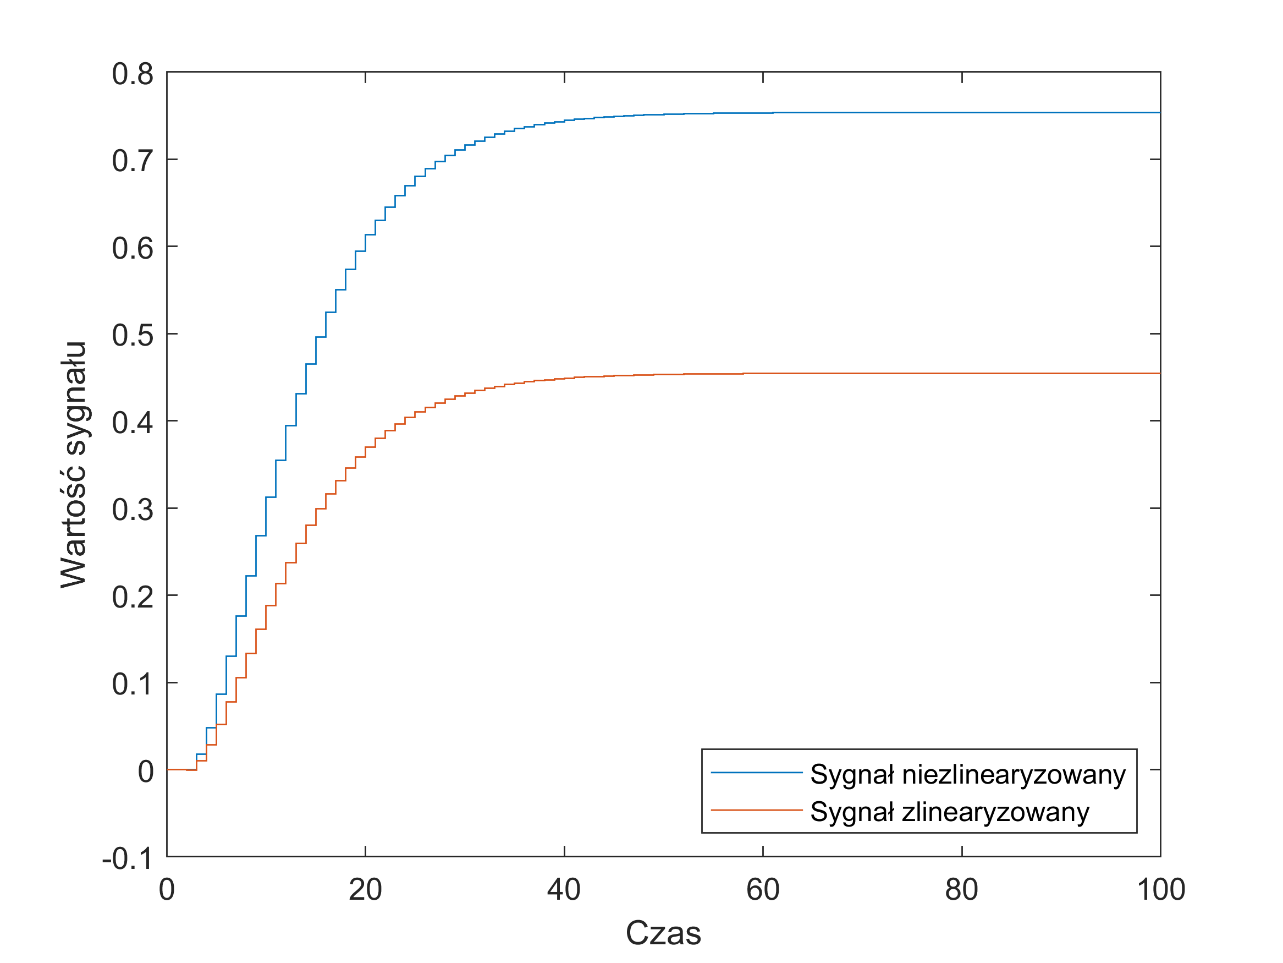 0.8
0.7
0.6
0.5
0.4
0.3
0.2
0.1
0
-0.1
Wartość sygnału
Sygnał niezlinearyzowany
Sygnał zlinearyzowany
0 20 40 60 80 100
Czas